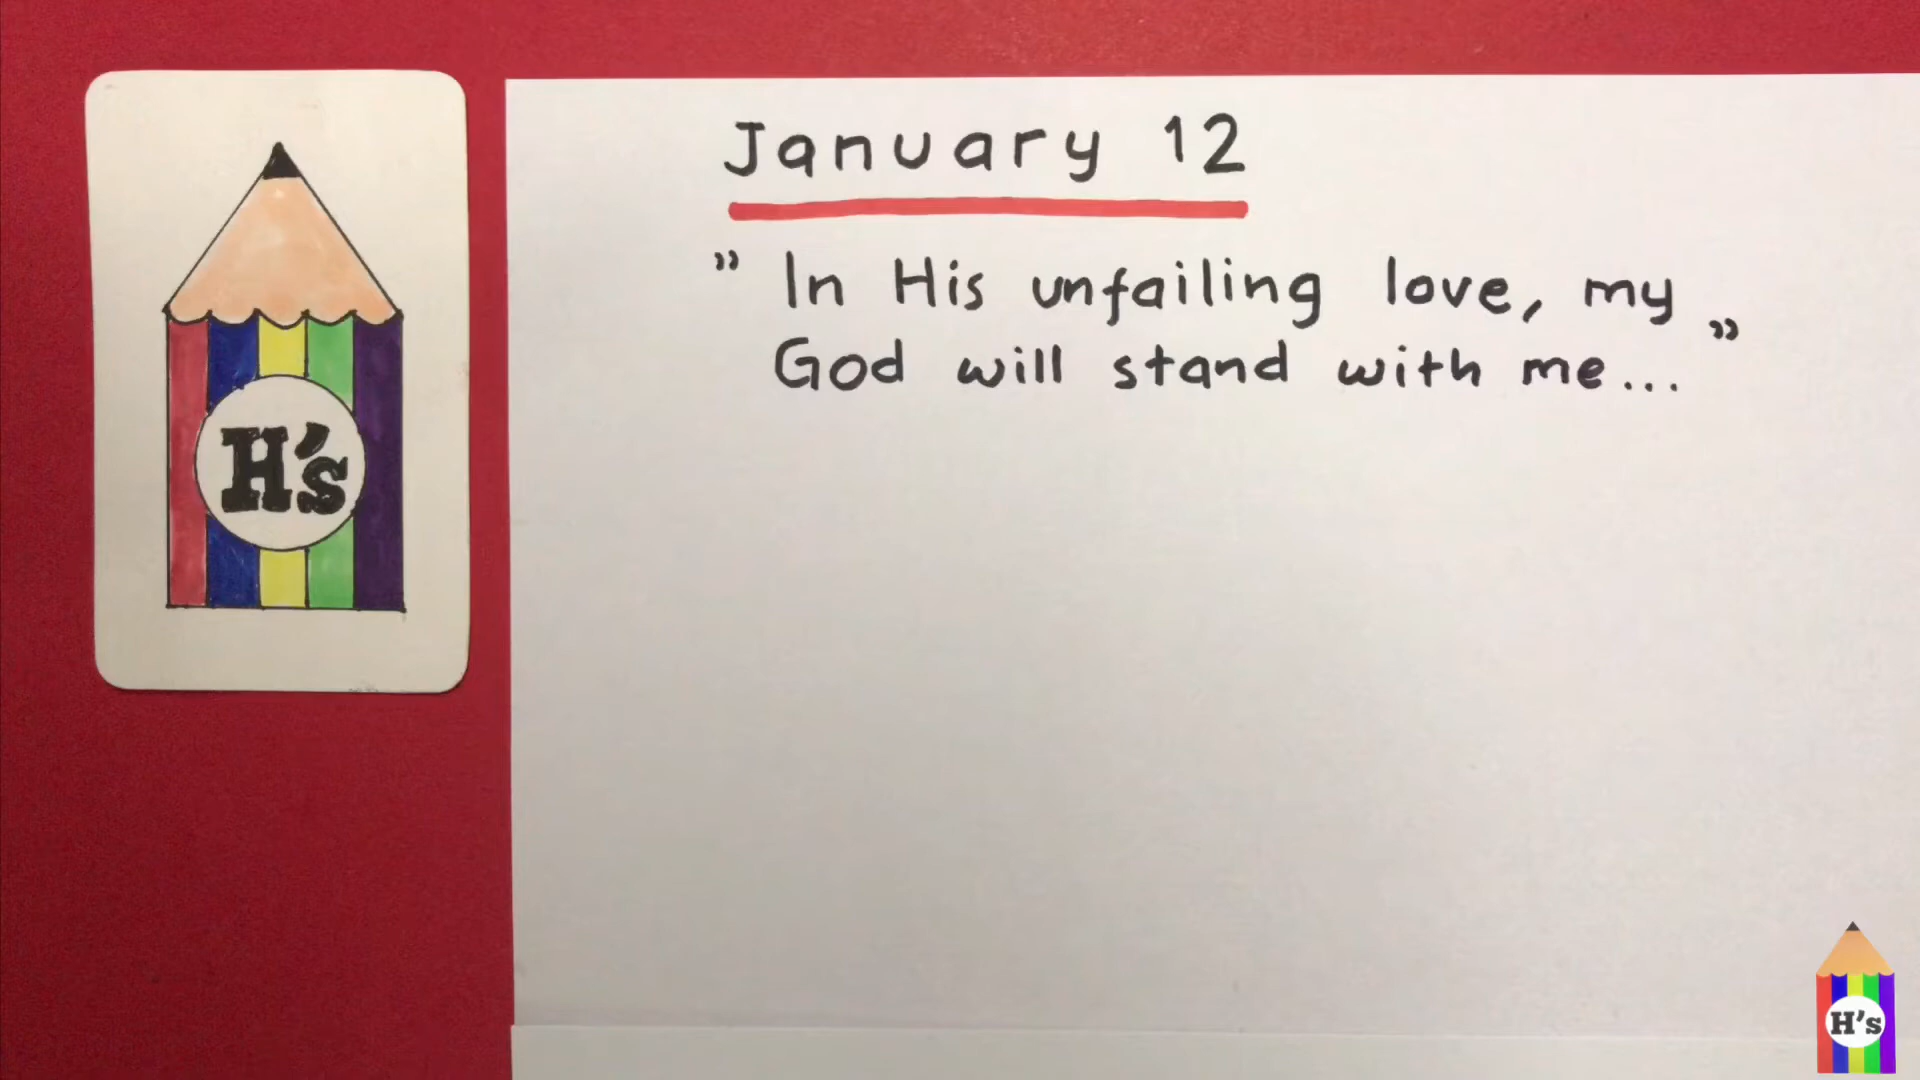 January 12
” In His unfailing love, my
God will stand with me... ”
H's
H's